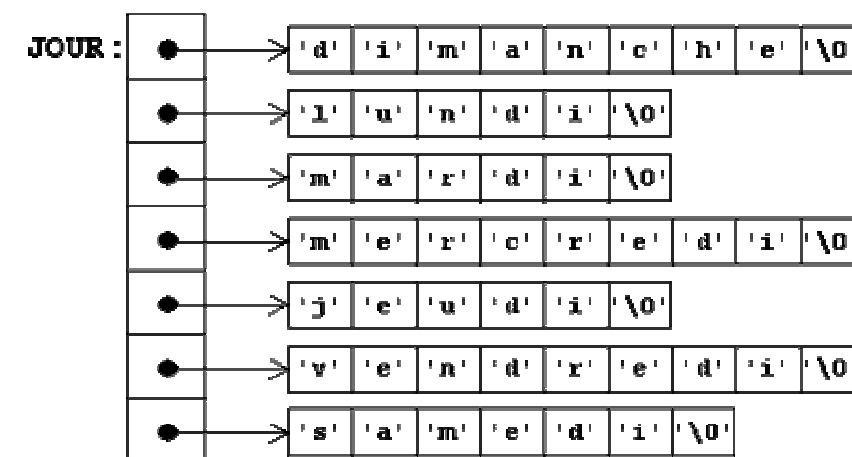 JOUR: 'd' 'i' 'm' 'a' 'n' 'c' 'h' 'e' '\0
'l' 'u' 'n' 'd' 'i' '\0'
'm' 'a' 'r' 'd' 'i' '\0'
'm' 'e' 'r' 'c' 'r' 'e' 'd' 'i' '\0
'j' 'e' 'u' 'd' 'i' '\0'
'v' 'e' 'n' 'd' 'r' 'e' 'd' 'i' '\0
's' 'a' 'm' 'e' 'd' 'i' '\0'